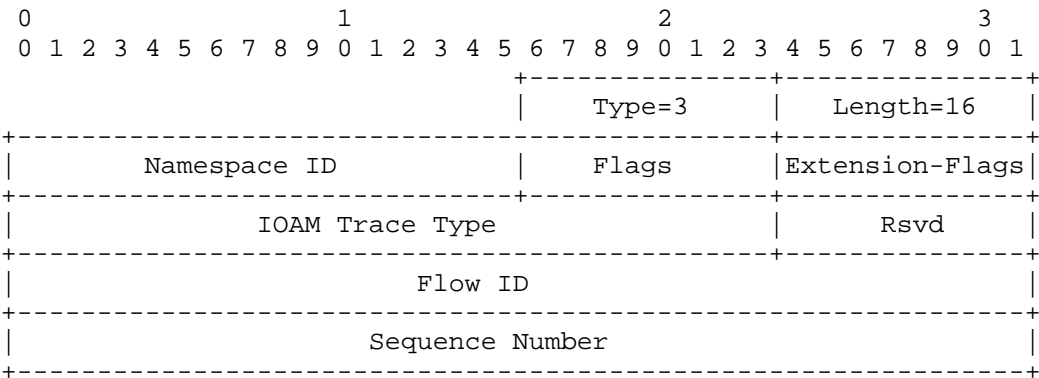 0                   1                   2                   3
0 1 2 3 4 5 6 7 8 9 0 1 2 3 4 5 6 7 8 9 0 1 2 3 4 5 6 7 8 9 0 1
                               +---------------+---------------+
                               |    Type=3     |   Length=16   |
+---------------------------------------------------------------+
|        Namespace ID           |    Flags      |Extension-Flags|
+-------------------------------+---------------+---------------+
|               IOAM Trace Type                 |      Rsvd     |
+-----------------------------------------------+---------------+
|                         Flow ID                               |
+---------------------------------------------------------------+
|                      Sequence Number                          |
+---------------------------------------------------------------+